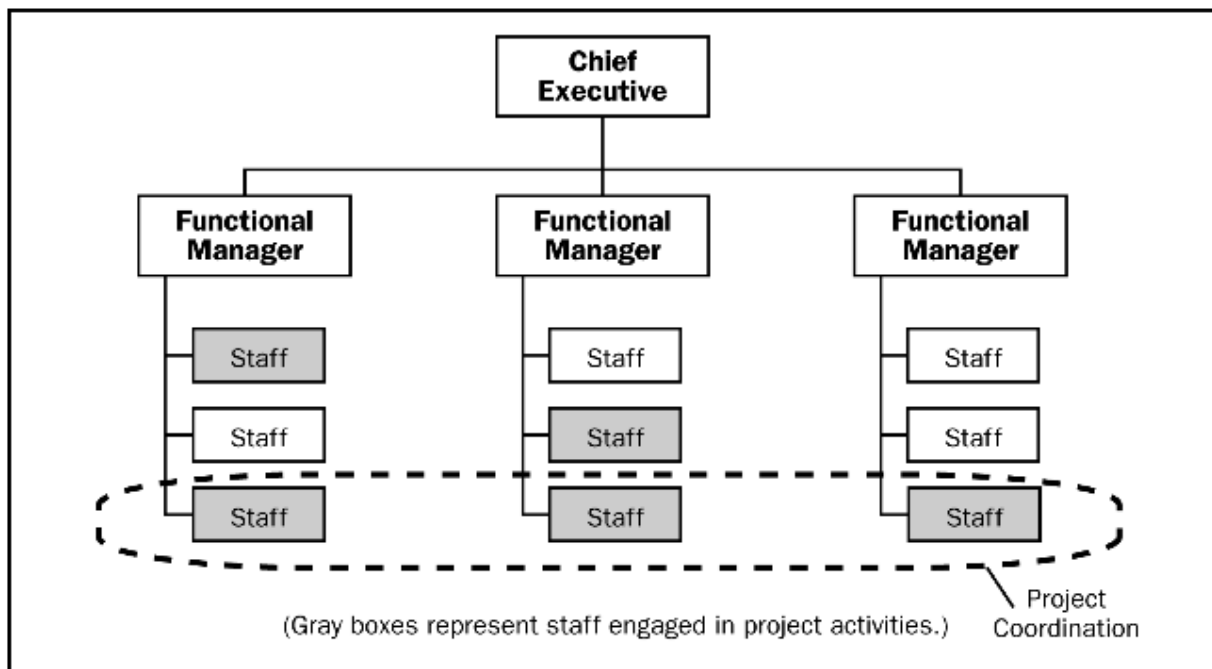 Chief
Executive
Functional
Manager
Functional
Manager
Functional
Manager
Staff
Staff
Staff
Staff
Staff
Staff
Staff
Staff
Staff
(Gray boxes represent staff engaged in project activities.)
Project
Coordination